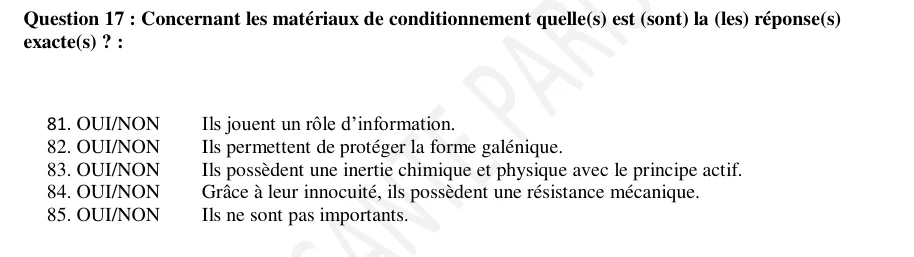 Question 17 : Concernant les matériaux de conditionnement quelle(s) est (sont) la (les) réponse(s)
exacte(s) ? :
81. OUI/NON Ils jouent un rôle d'information.
82. OUI/NON Ils permettent de protéger la forme galénique.
83. OUI/NON Ils possèdent une inertie chimique et physique avec le principe actif.
84. OUI/NON Grâce à leur innocuité, ils possèdent une résistance mécanique.
85. OUI/NON Ils ne sont pas importants.